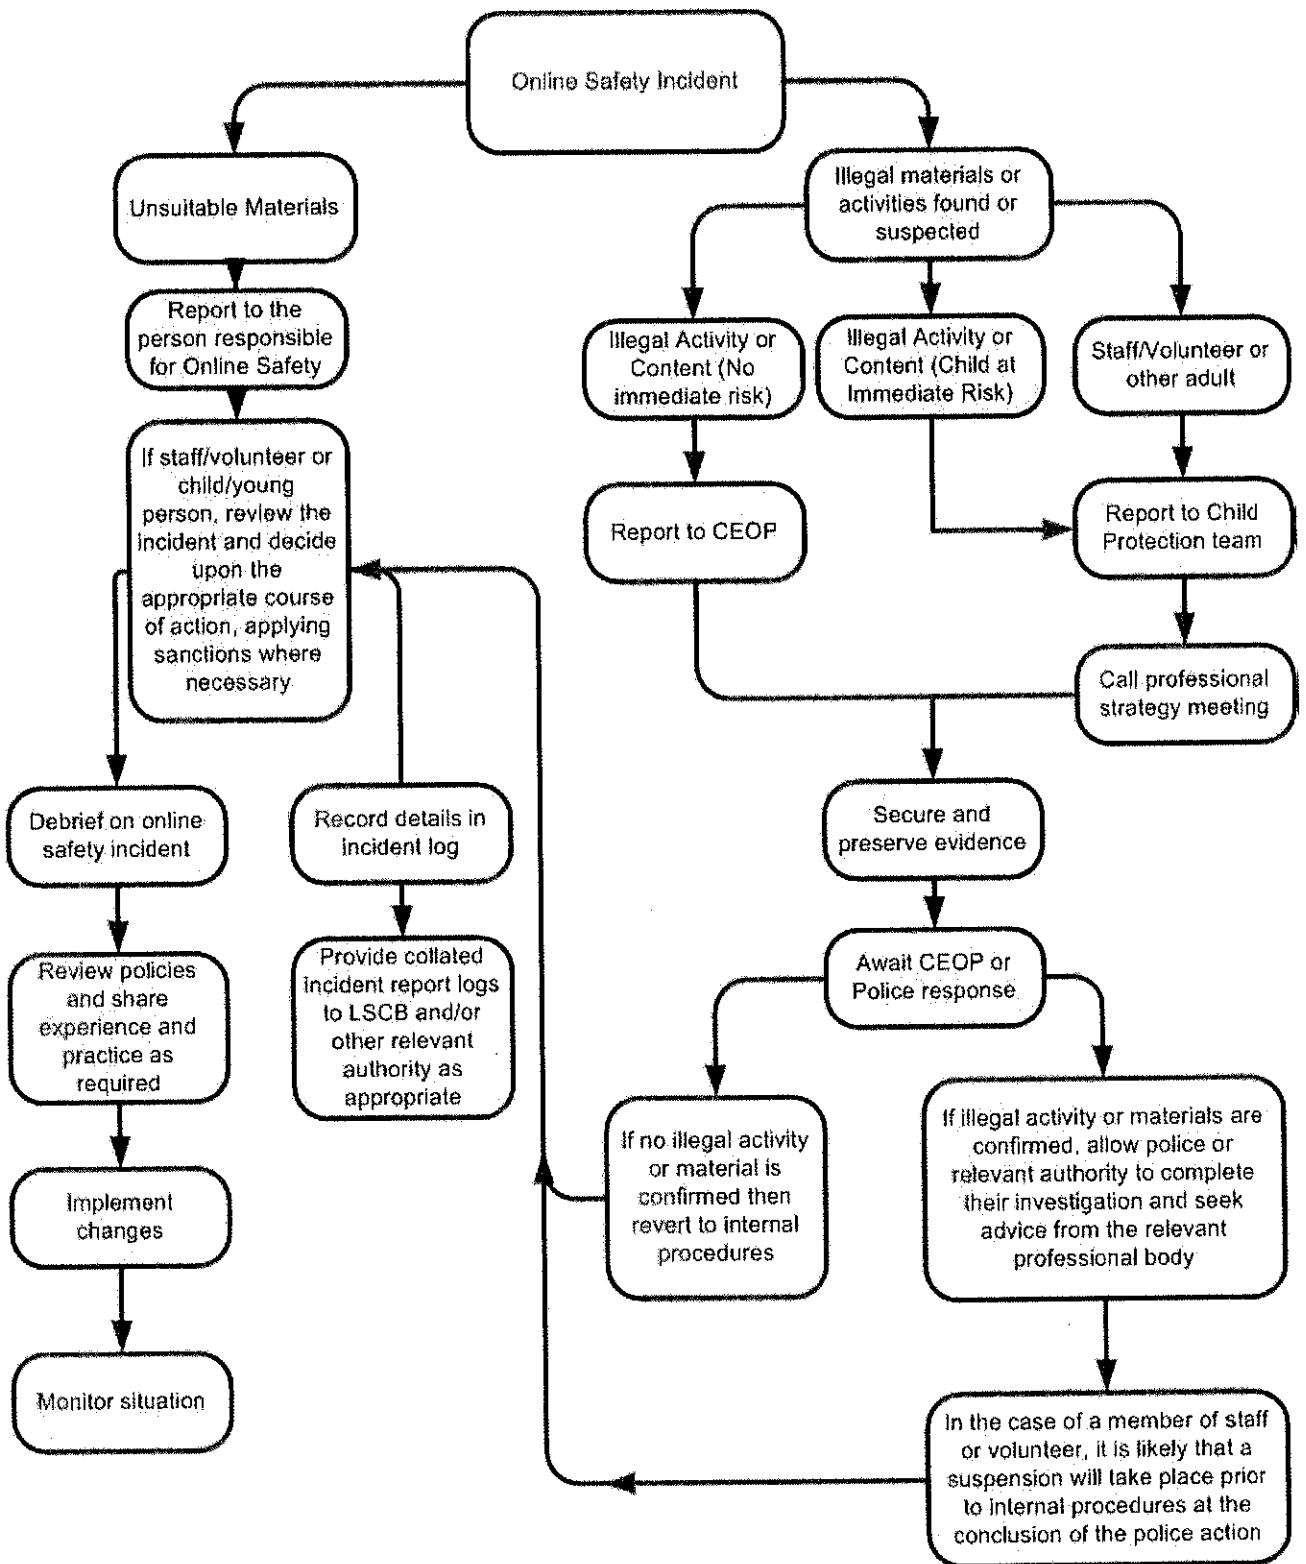 Online Safety Incident
Unsuitable Materials
Report to the
person responsible
for Online Safety
If staff/volunteer or
child/young
person, review the
incident and decide
upon the
appropriate course
of action, applying
sanctions where
necessary
Debrief on online
safety incident
Review policies
and share
experience and
practice as
required
Implement
changes
Monitor situation
Record details in
incident log
Provide collated
incident report logs
to LSCB and/or
other relevant
authority as
appropriate
Illegal materials or
activities found or
suspected
Illegal Activity or
Content (No
immediate risk)
Illegal Activity or
Content (Child at
Immediate Risk)
Staff/Volunteer or
other adult
Report to CEOP
Report to Child
Protection team
Call professional
strategy meeting
Secure and
preserve evidence
Await CEOP or
Police response
If no illegal activity
or material is
confirmed then
revert to internal
procedures
If illegal activity or materials are
confirmed, allow police or
relevant authority to complete
their investigation and seek
advice from the relevant
professional body
In the case of a member of staff
or volunteer, it is likely that a
suspension will take place prior
to internal procedures at the
conclusion of the police action